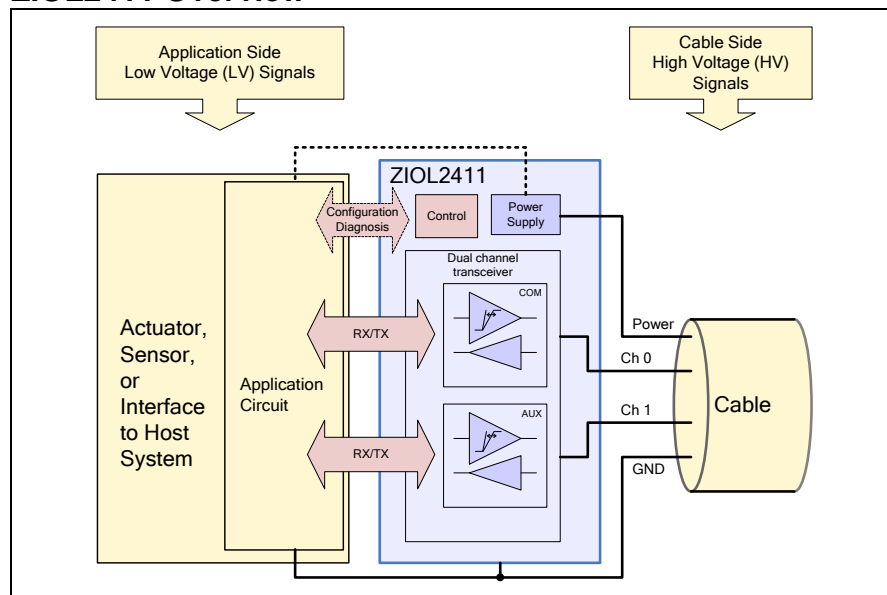 Application Side
Low Voltage (LV) Signals
Cable Side
High Voltage (HV)
Signals
ZIOL2411
Configuration
Diagnosis
Control
Power
Supply
Dual channel
transceiver
COM
RX/TX
AUX
RX/TX
Actuator,
Sensor,
or
Interface
to Host
System
Application
Circuit
Power
Ch 0
Ch 1
GND
Cable